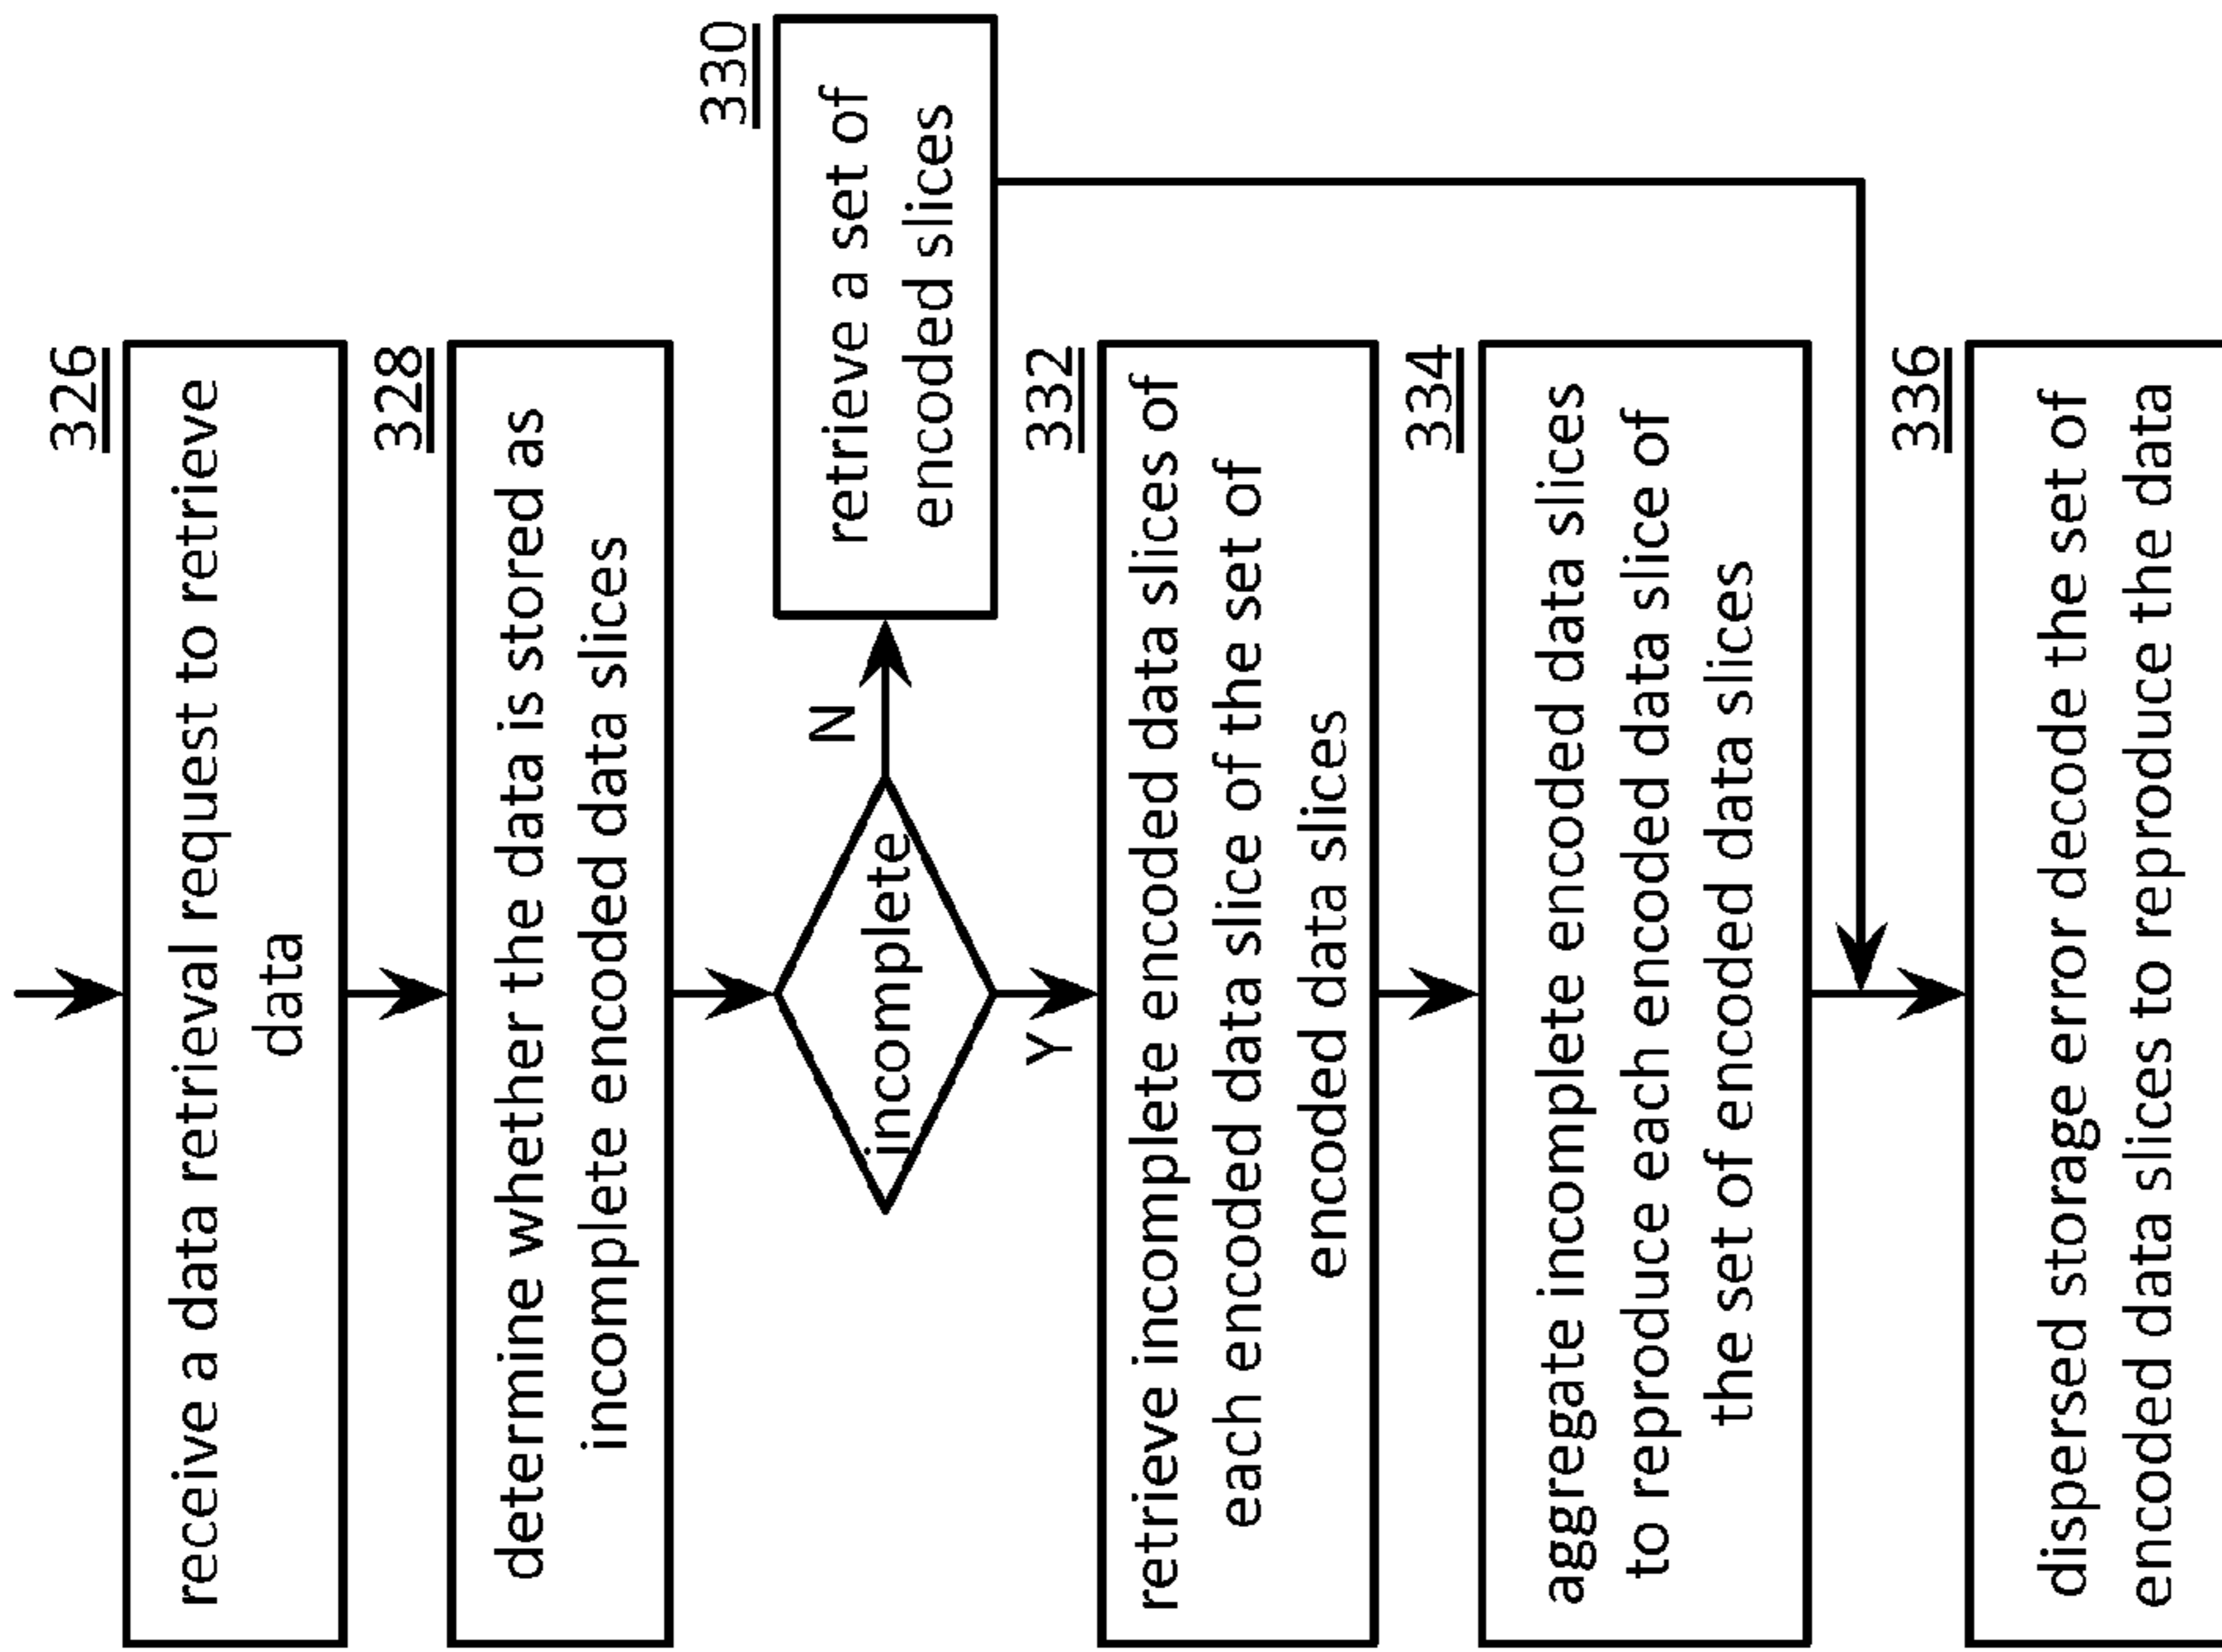 326
receive a data retrieval request to retrieve
data
328
determine whether the data is stored as
incomplete encoded data slices
incomplete
N
330
retrieve a set of
encoded slices
Y
332
retrieve incomplete encoded data slices of
each encoded data slice of the set of
encoded data slices
334
aggregate incomplete encoded data slices
to reproduce each encoded data slice of
the set of encoded data slices
336
dispersed storage error decode the set of
encoded data slices to reproduce the data